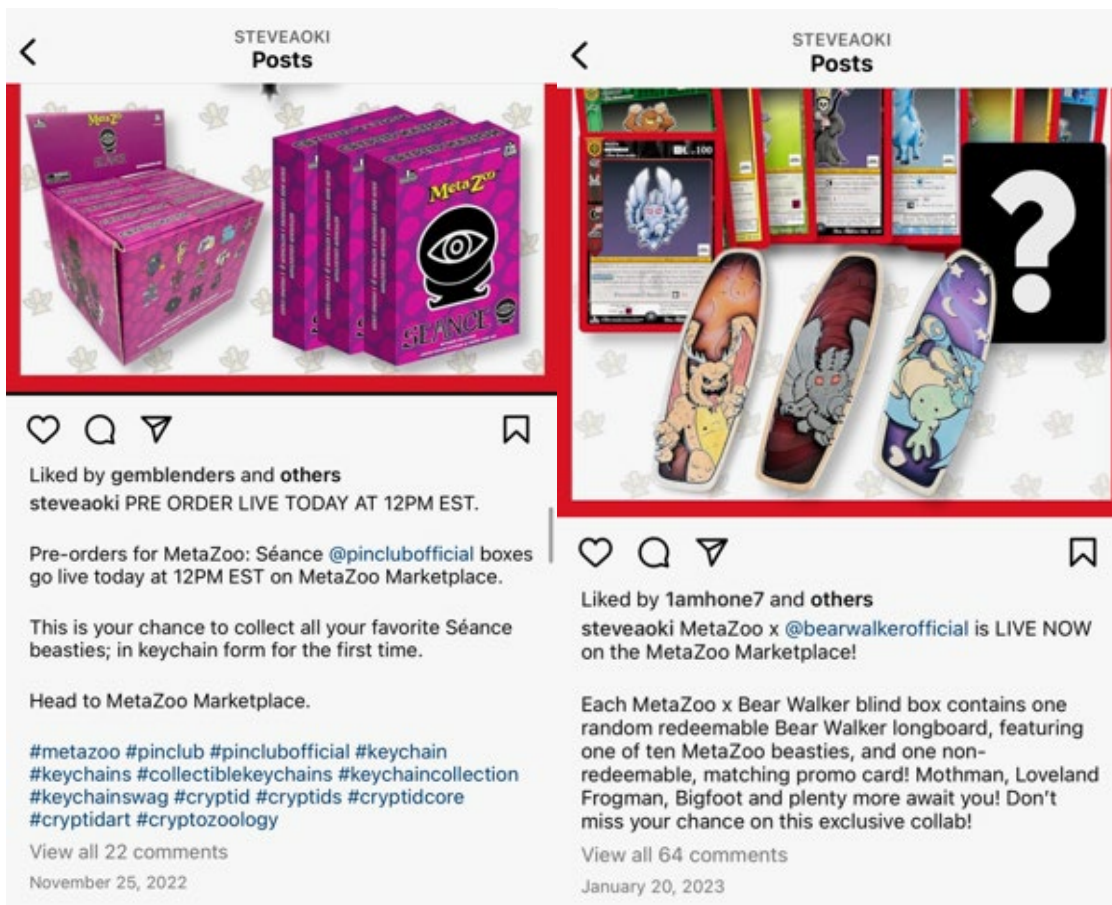 STEVEAOKI
Posts
MetaZoo
SÉANCE
MetaZoo
SÉANCE
Liked by gemblenders and others
steveaoki PRE ORDER LIVE TODAY AT 12PM EST.
Pre-orders for MetaZoo: Séance @pinclubofficial boxes
go live today at 12PM EST on MetaZoo Marketplace.
This is your chance to collect all your favorite Séance
beasties; in keychain form for the first time.
Head to MetaZoo Marketplace.
#metazoo #pinclub #pinclubofficial #keychain
#keychains #collectiblekeychains #keychaincollection
#keychainswag #cryptid #cryptids #cryptidcore
#cryptidart #cryptozoology
View all 22 comments
November 25, 2022
STEVEAOKI
Posts
?
Liked by 1amhone7 and others
steveaoki MetaZoo x @bearwalkerofficial is LIVE NOW
on the MetaZoo Marketplace!
Each MetaZoo x Bear Walker blind box contains one
random redeemable Bear Walker longboard, featuring
one of ten MetaZoo beasties, and one non-
redeemable, matching promo card! Mothman, Loveland
Frogman, Bigfoot and plenty more await you! Don't
miss your chance on this exclusive collab!
View all 64 comments
January 20, 2023